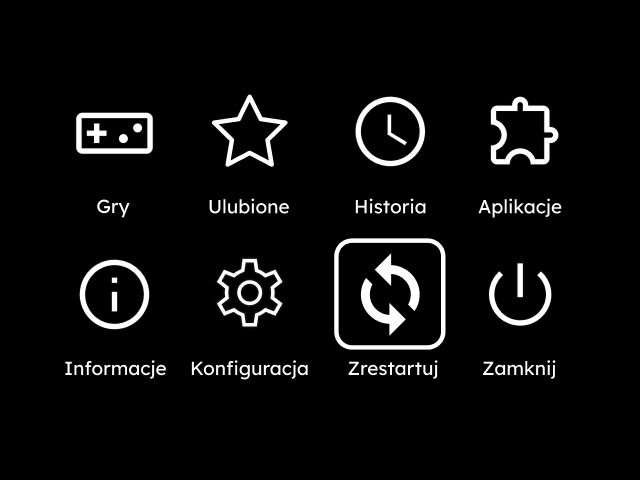 Gry
Ulubione
Historia
Aplikacje
Informacje
Konfiguracja
Zrestartuj
Zamknij